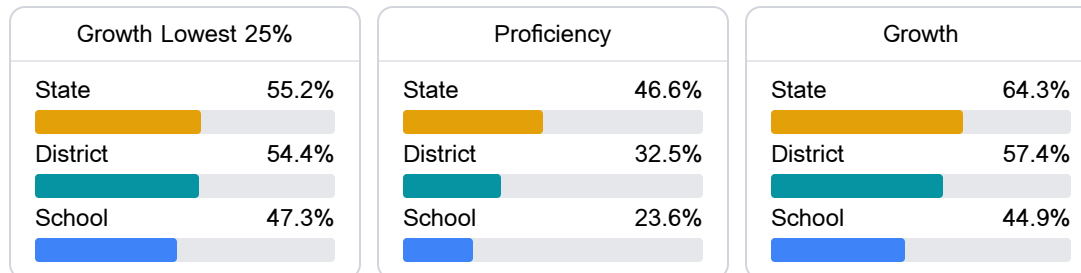 Growth Lowest 25%
State 55.2%
District 54.4%
School 47.3%
Proficiency
State 46.6%
District 32.5%
School 23.6%
Growth
State 64.3%
District 57.4%
School 44.9%